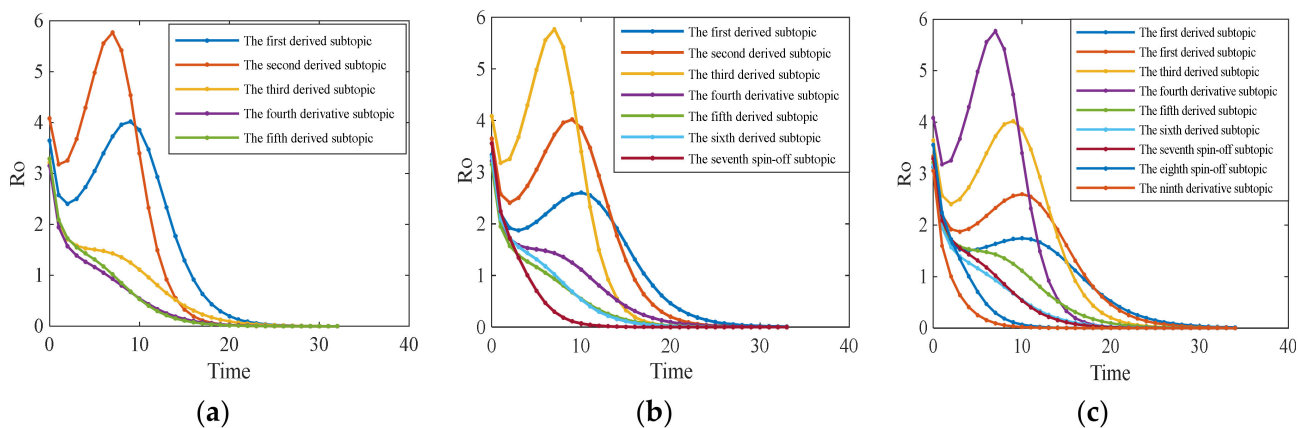 6
5
4
3
2
1
0
Ro
0 10 20 30 40
Time
The first derived subtopic
The second derived subtopic
The third derived subtopic
The fourth derivative subtopic
The fifth derived subtopic
(a)
6
5
4
3
2
1
0
Ro
0 10 20 30 40
Time
The first derived subtopic
The second derived subtopic
The third derived subtopic
The fourth derivative subtopic
The fifth derived subtopic
The sixth derived subtopic
The seventh spin-off subtopic
(b)
6
5
4
3
2
1
0
Ro
0 10 20 30 40
Time
The first derived subtopic
The first derived subtopic
The third derived subtopic
The fourth derivative subtopic
The fifth derived subtopic
The sixth derived subtopic
The seventh spin-off subtopic
The eighth spin-off subtopic
The ninth derivative subtopic
(c)